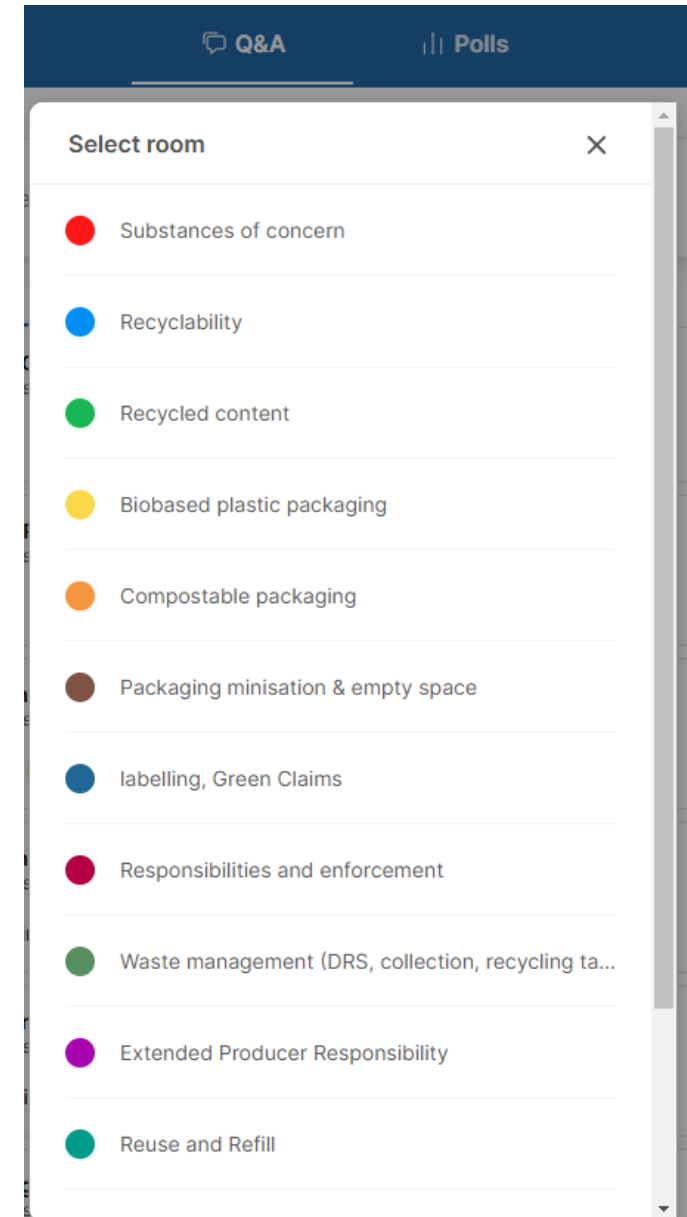 Q&A
Polls
Select room
Substances of concern
Recyclability
Recycled content
Biobased plastic packaging
Compostable packaging
Packaging minisation & empty space
labelling, Green Claims
Responsibilities and enforcement
Waste management (DRS, collection, recycling ta...
Extended Producer Responsibility
Reuse and Refill